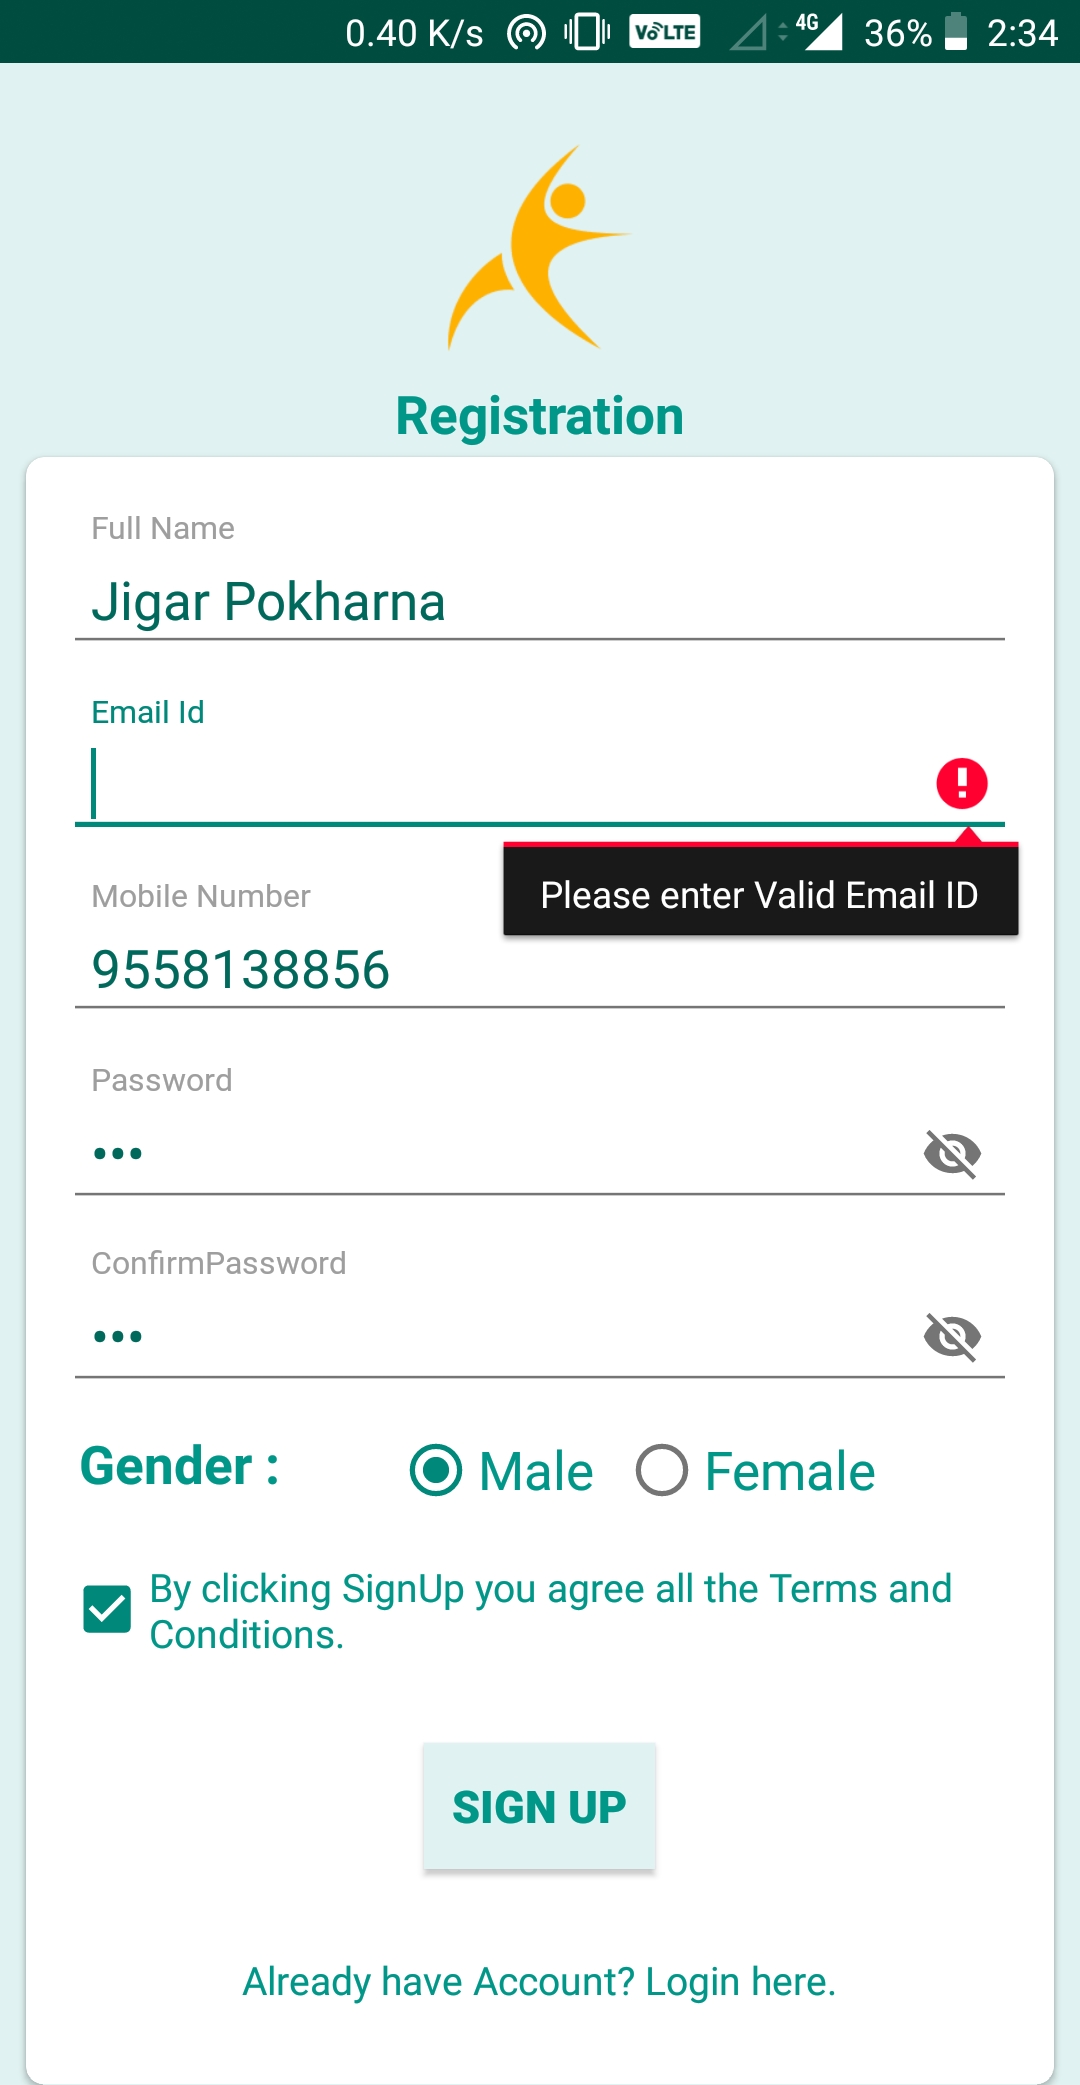 0.40 K/s VoLTE 4G 36% 2:34
Registration
Full Name
Jigar Pokharna
Email Id
Please enter Valid Email ID
Mobile Number
9558138856
Password
•••
ConfirmPassword
•••
Gender : Male Female
By clicking SignUp you agree all the Terms and
Conditions.
SIGN UP
Already have Account? Login here.